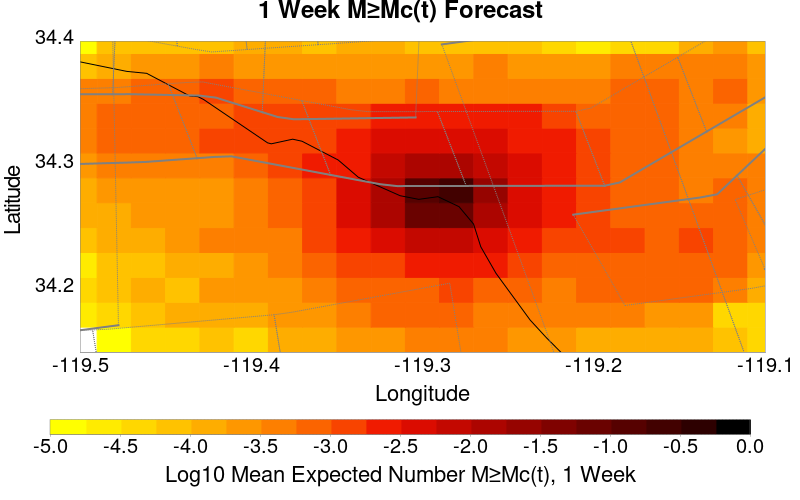 1 Week M≥Mc(t) Forecast
34.4
34.3
34.2
Latitude
-119.5 -119.4 -119.3 -119.2 -119.1
Longitude
-5.0 -4.5 -4.0 -3.5 -3.0 -2.5 -2.0 -1.5 -1.0 -0.5 0.0
Log10 Mean Expected Number M≥Mc(t), 1 Week